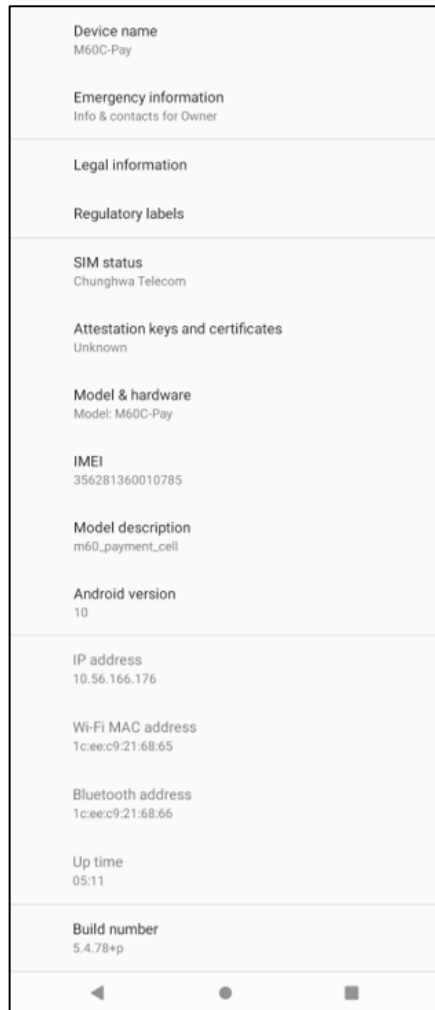 Device name
M60C-Pay
Emergency information
Info & contacts for Owner
Legal information
Regulatory labels
SIM status
Chunghwa Telecom
Attestation keys and certificates
Unknown
Model & hardware
Model: M60C-Pay
IMEI
356281360010785
Model description
m60_payment_cell
Android version
10
IP address
10.56.166.176
Wi-Fi MAC address
1c:ee:c9:21:68:65
Bluetooth address
1c:ee:c9:21:68:66
Up time
05:11
Build number
5.4.78+p